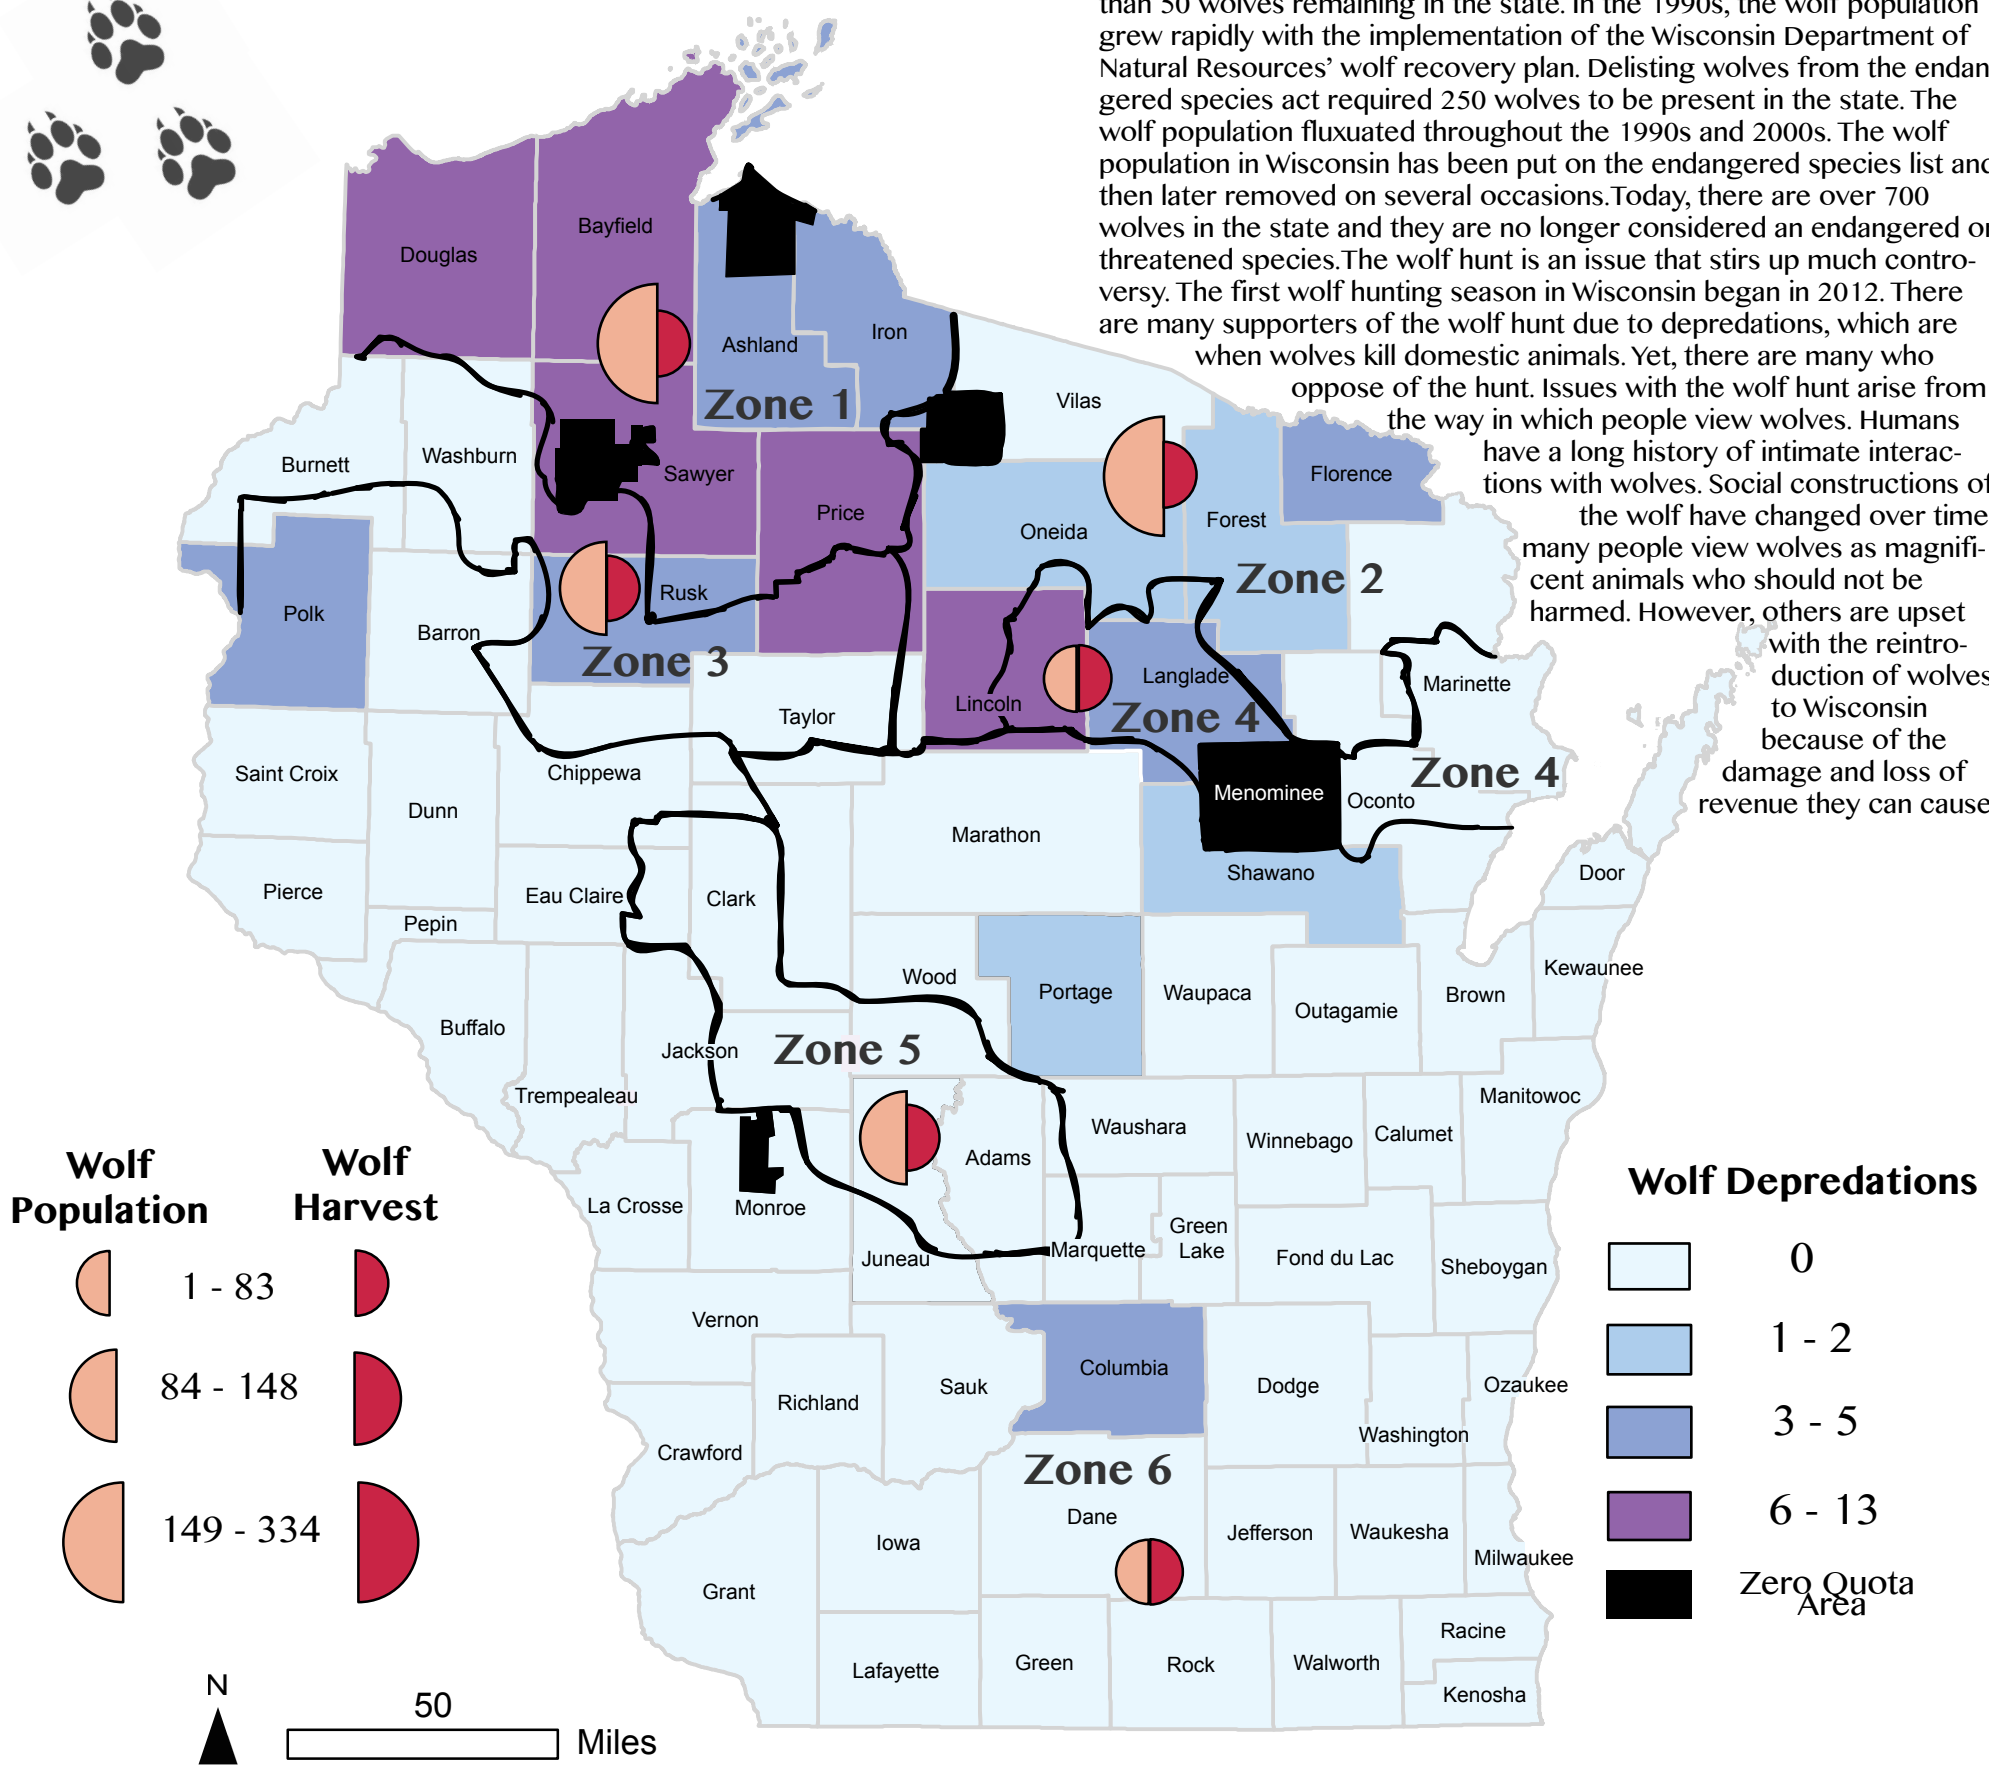 than 50 wolves remaining in the state. In the 1990s, the wolf population
grew rapidly with the implementation of the Wisconsin Department of
Natural Resources’ wolf recovery plan. Delisting wolves from the endan
gered species act required 250 wolves to be present in the state. The
wolf population fluxuated throughout the 1990s and 2000s. The wolf
population in Wisconsin has been put on the endangered species list and
then later removed on several occasions.Today, there are over 700
wolves in the state and they are no longer considered an endangered or
threatened species.The wolf hunt is an issue that stirs up much contro-
versy. The first wolf hunting season in Wisconsin began in 2012. There
are many supporters of the wolf hunt due to depredations, which are
when wolves kill domestic animals. Yet, there are many who
oppose of the hunt. Issues with the wolf hunt arise from
the way in which people view wolves. Humans
have a long history of intimate interac-
tions with wolves. Social constructions of
the wolf have changed over time
many people view wolves as magnifi-
cent animals who should not be
harmed. However, others are upset
with the reintro-
duction of wolves
to Wisconsin
because of the
damage and loss of
revenue they can cause
Douglas
Bayfield
Ashland
Iron
Zone 1
Vilas
Burnett
Washburn
Sawyer
Price
Oneida
Forest
Florence
Zone 2
Polk
Barron
Rusk
Zone 3
Lincoln
Langlade
Zone 4
Marinette
Taylor
Saint Croix
Dunn
Chippewa
Marathon
Menominee
Oconto
Zone 4
Pierce
Pepin
Eau Claire
Clark
Shawano
Door
Wood
Portage
Waupaca
Outagamie
Brown
Kewaunee
Buffalo
Trempealeau
Jackson
Zone 5
Adams
Waushara
Winnebago
Calumet
Manitowoc
La Crosse
Monroe
Juneau
Marquette
Green
Lake
Fond du Lac
Sheboygan
Vernon
Richland
Sauk
Columbia
Dodge
Washington
Ozaukee
Crawford
Zone 6
Dane
Jefferson
Waukesha
Milwaukee
Grant
Iowa
Lafayette
Green
Rock
Walworth
Racine
Kenosha
Wolf
Population
Wolf
Harvest
1 - 83
84 - 148
149 - 334
Wolf Depredations
0
1 - 2
3 - 5
6 - 13
Zero Quota
Area
N
50
Miles